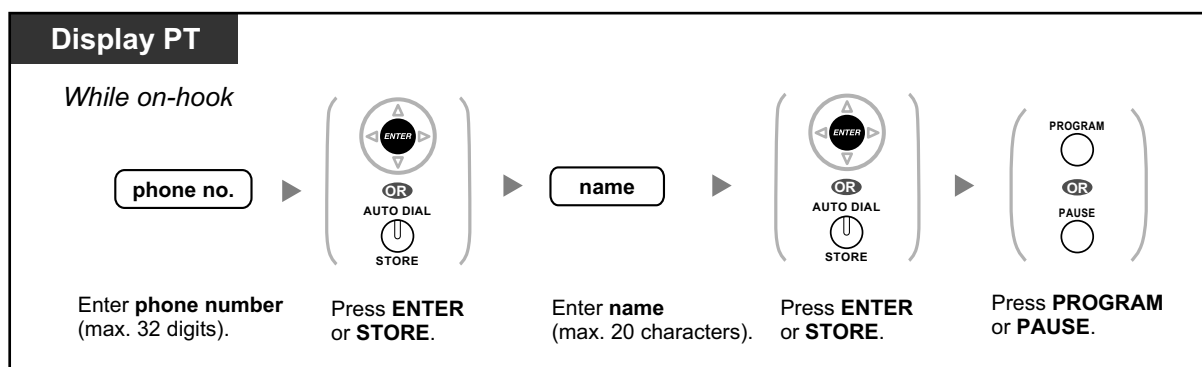 Display PT
While on-hook
phone no.
ENTER
OR
AUTO DIAL
STORE
name
ENTER
OR
AUTO DIAL
STORE
PROGRAM
OR
PAUSE
Enter phone number
(max. 32 digits).
Press ENTER
or STORE.
Enter name
(max. 20 characters).
Press ENTER
or STORE.
Press PROGRAM
or PAUSE.